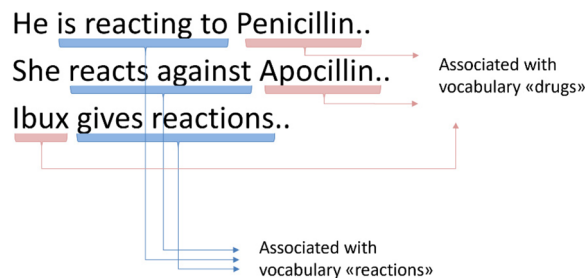 He is reacting to Penicillin..
She reacts against Apocillin..
Ibux gives reactions..
Associated with
vocabulary «drugs»
Associated with
vocabulary «reactions»